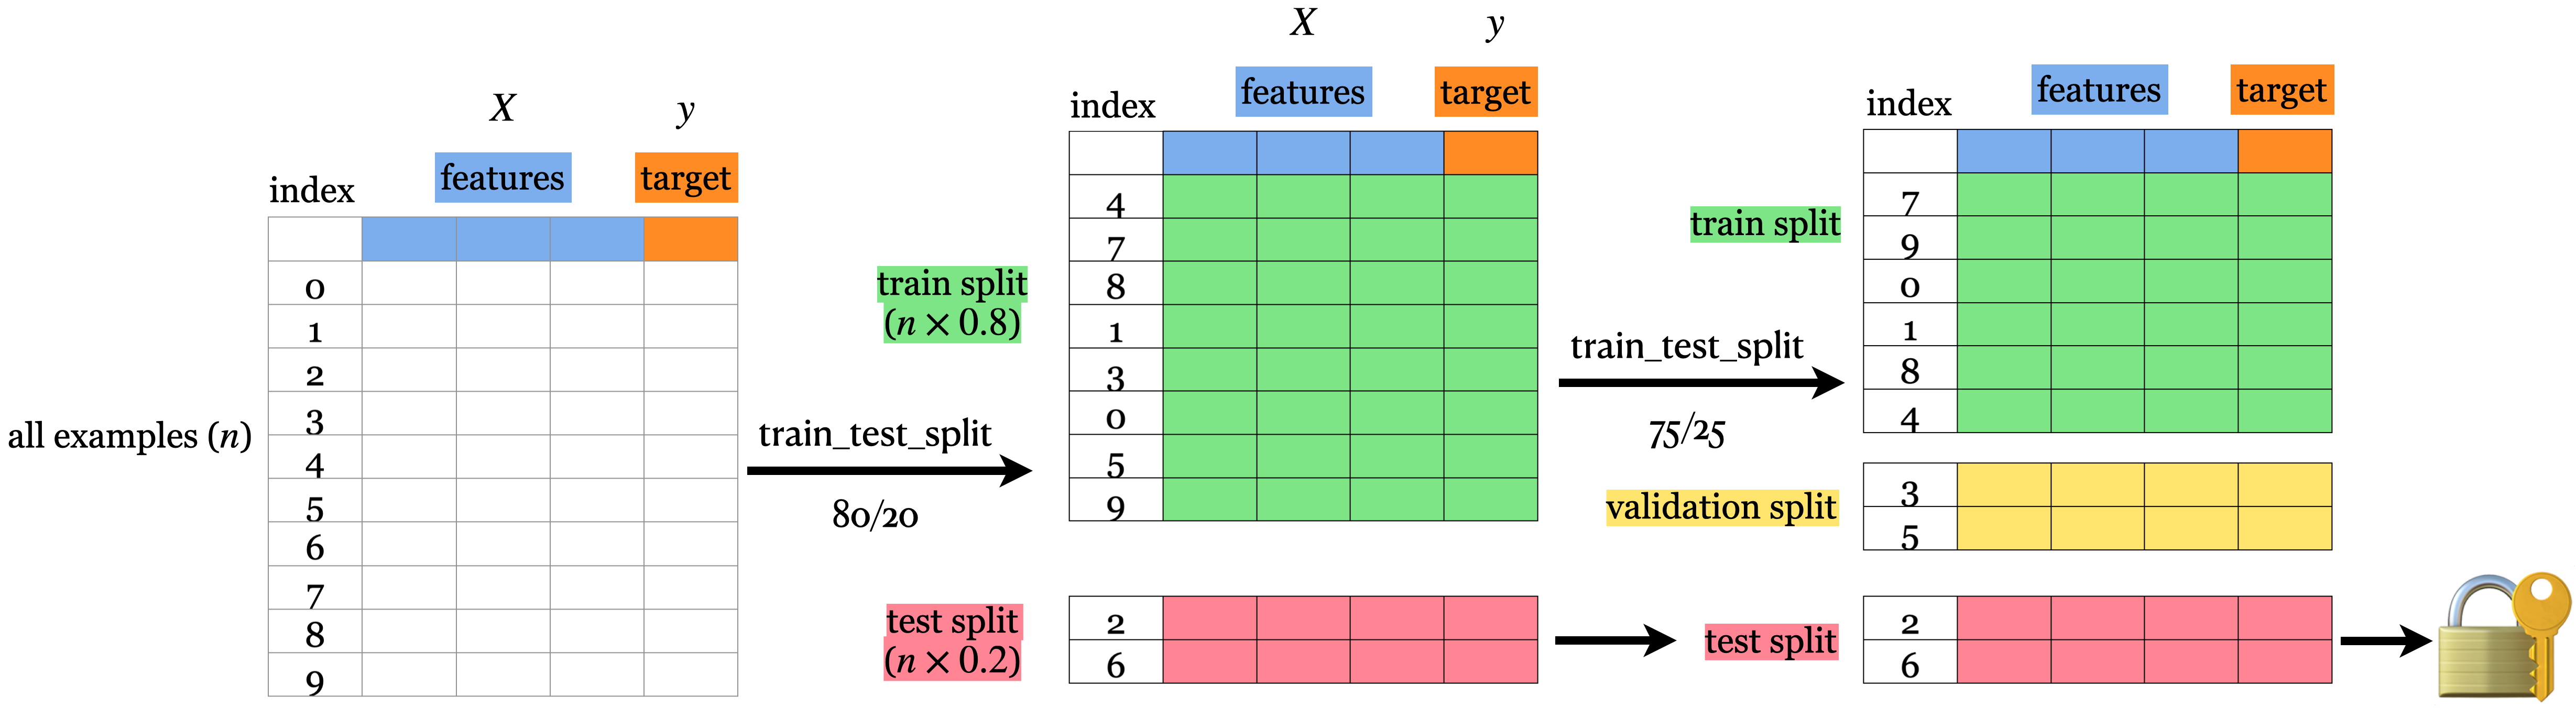 all examples (n)
X y
features target
index
0
1
2
3
4
5
6
7
8
9
train_test_split
80/20
X y
features target
index
train split
(n × 0.8)
4
7
8
1
3
0
5
9
test split
(n × 0.2)
2
6
train_test_split
75/25
features target
index
train split
7
9
0
1
8
4
validation split
3
5
test split
2
6